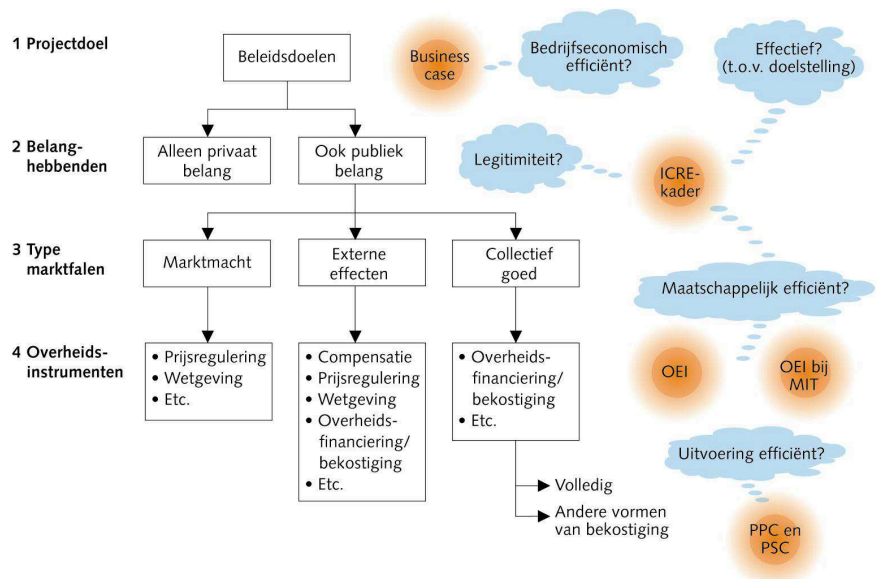 1 Projectdoel
Beleidsdoelen
Business
case
Bedrijfseconomisch
efficiënt?
Effectief?
(t.o.v. doelstelling)
2 Belang-
hebbenden
Alleen privaat
belang
Ook publiek
belang
Legitimiteit?
ICRE-
kader
3 Type
marktfalen
Marktmacht
Externe
effecten
Collectief
goed
Maatschappelijk efficiënt?
4 Overheids-
instrumenten
• Prijsregulering
• Wetgeving
• Etc.
• Compensatie
• Prijsregulering
• Wetgeving
• Overheids-
financiering/
bekostiging
• Etc.
• Overheids-
financiering/
bekostiging
• Etc.
OEI
OEI bij
MIT
Uitvoering efficiënt?
Volledig
Andere vormen
van bekostiging
PPC en
PSC